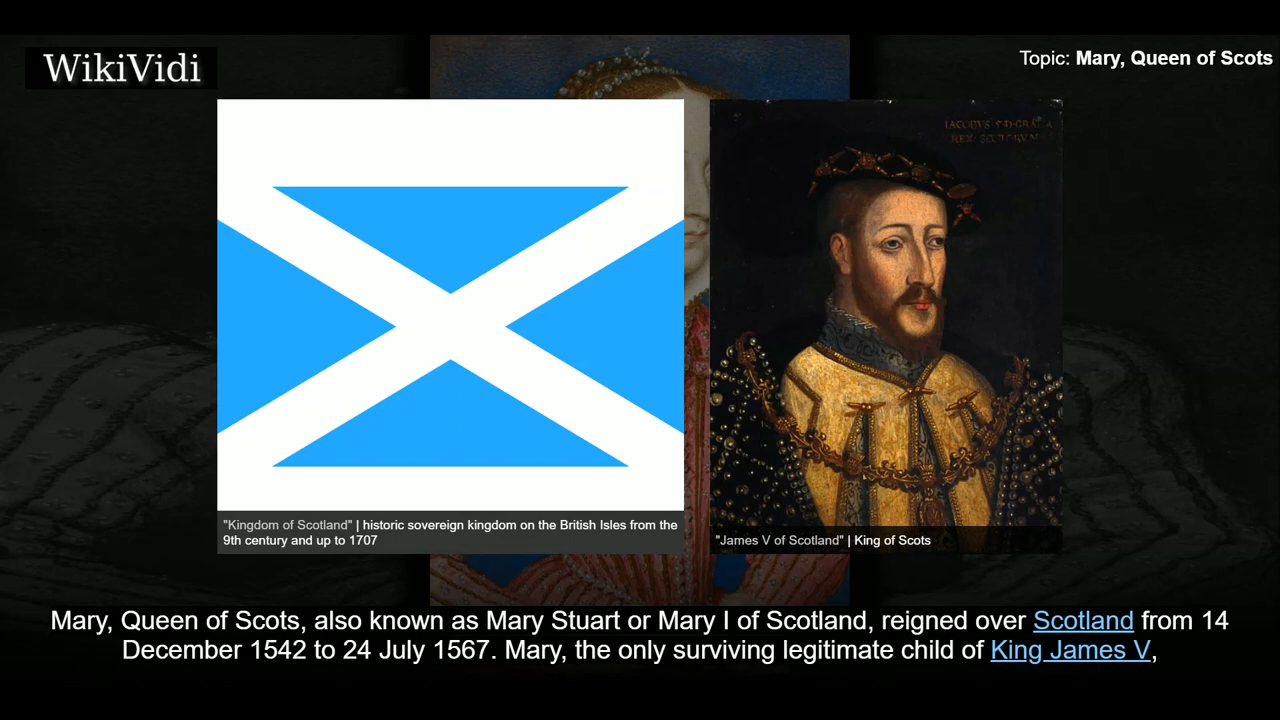 WikiVidi
Topic: Mary, Queen of Scots
"Kingdom of Scotland" | historic sovereign kingdom on the British Isles from the
9th century and up to 1707
"James V of Scotland" | King of Scots
Mary, Queen of Scots, also known as Mary Stuart or Mary I of Scotland, reigned over Scotland from 14
December 1542 to 24 July 1567. Mary, the only surviving legitimate child of King James V,